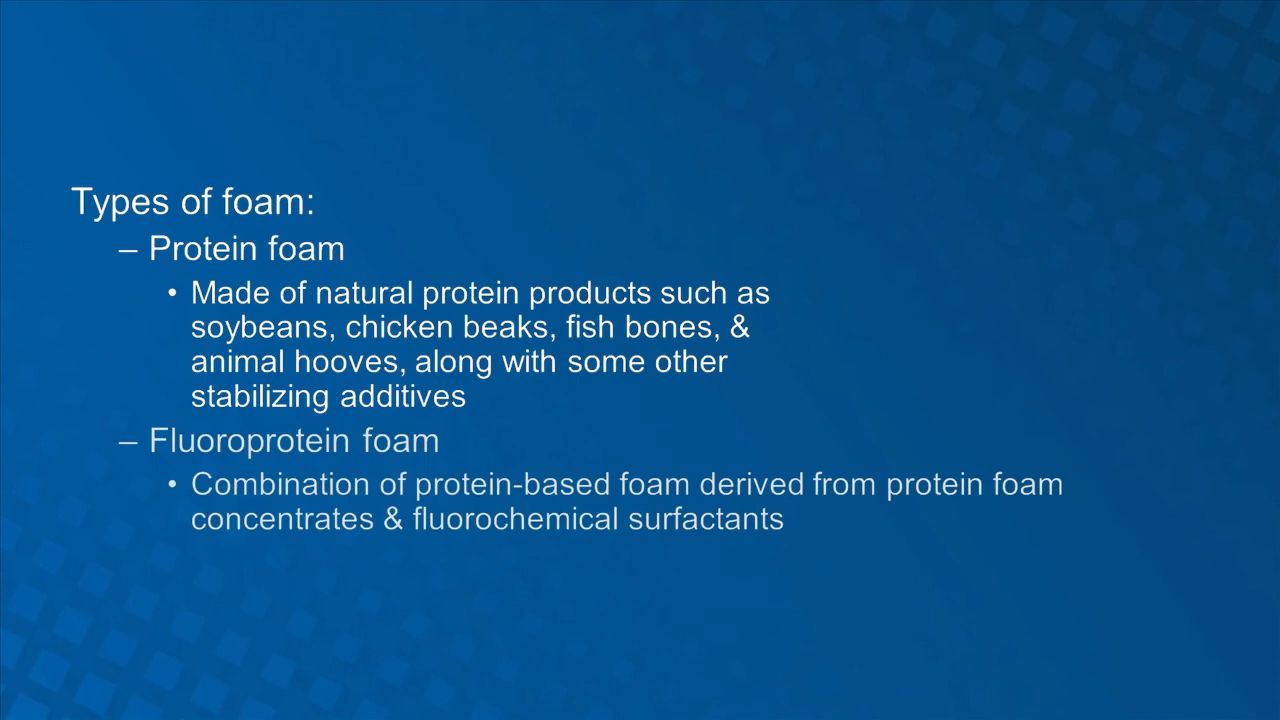 Types of foam:
– Protein foam
• Made of natural protein products such as
soybeans, chicken beaks, fish bones, &
animal hooves, along with some other
stabilizing additives
– Fluoroprotein foam
• Combination of protein-based foam derived from protein foam
concentrates & fluorochemical surfactants